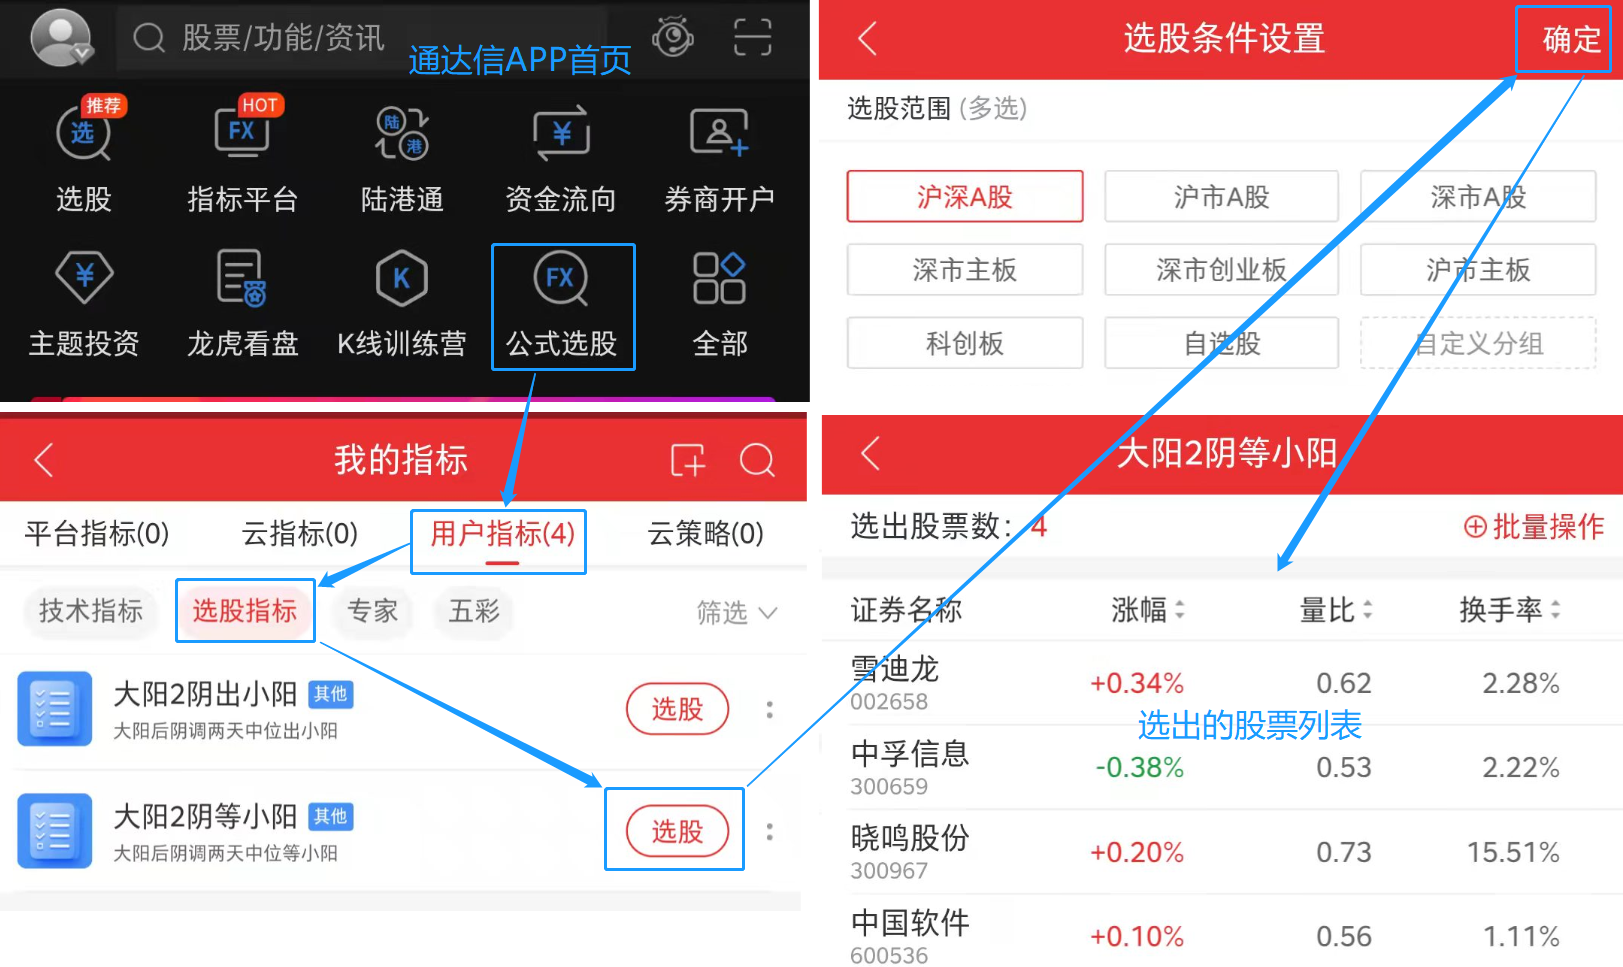 股票/功能/资讯
通达信APP首页
推荐
HOT
选
FX
陆
港
¥
选股
指标平台
陆港通
资金流向
券商开户
¥
K
FX
主题投资
龙虎看盘
K线训练营
公式选股
全部
我的指标
平台指标(0)
云指标(0)
用户指标(4)
云策略(0)
技术指标
选股指标
专家
五彩
筛选
大阳2阴出小阳
其他
大阳后阴调两天中位出小阳
选股
大阳2阴等小阳
其他
大阳后阴调两天中位等小阳
选股
选股条件设置
确定
选股范围 (多选)
沪深A股
沪市A股
深市A股
深市主板
深市创业板
沪市主板
科创板
自选股
自定义分组
大阳2阴等小阳
选出股票数: 4
批量操作
证券名称
涨幅
量比
换手率
雪迪龙
002658
+0.34%
0.62
2.28%
选出的股票列表
中孚信息
300659
-0.38%
0.53
2.22%
晓鸣股份
300967
+0.20%
0.73
15.51%
中国软件
600536
+0.10%
0.56
1.11%